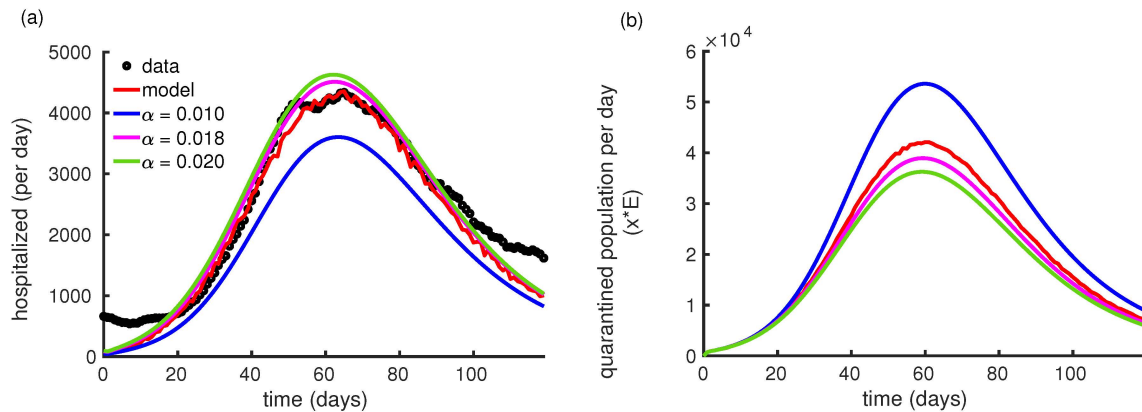 (a)
5000
4000
3000
2000
1000
0
hospitalized (per day)
data
model
α = 0.010
α = 0.018
α = 0.020
0 20 40 60 80 100
time (days)
(b)
×10⁴
6
5
4
3
2
1
0
quarantined population per day
(x*E)
0 20 40 60 80 100
time (days)